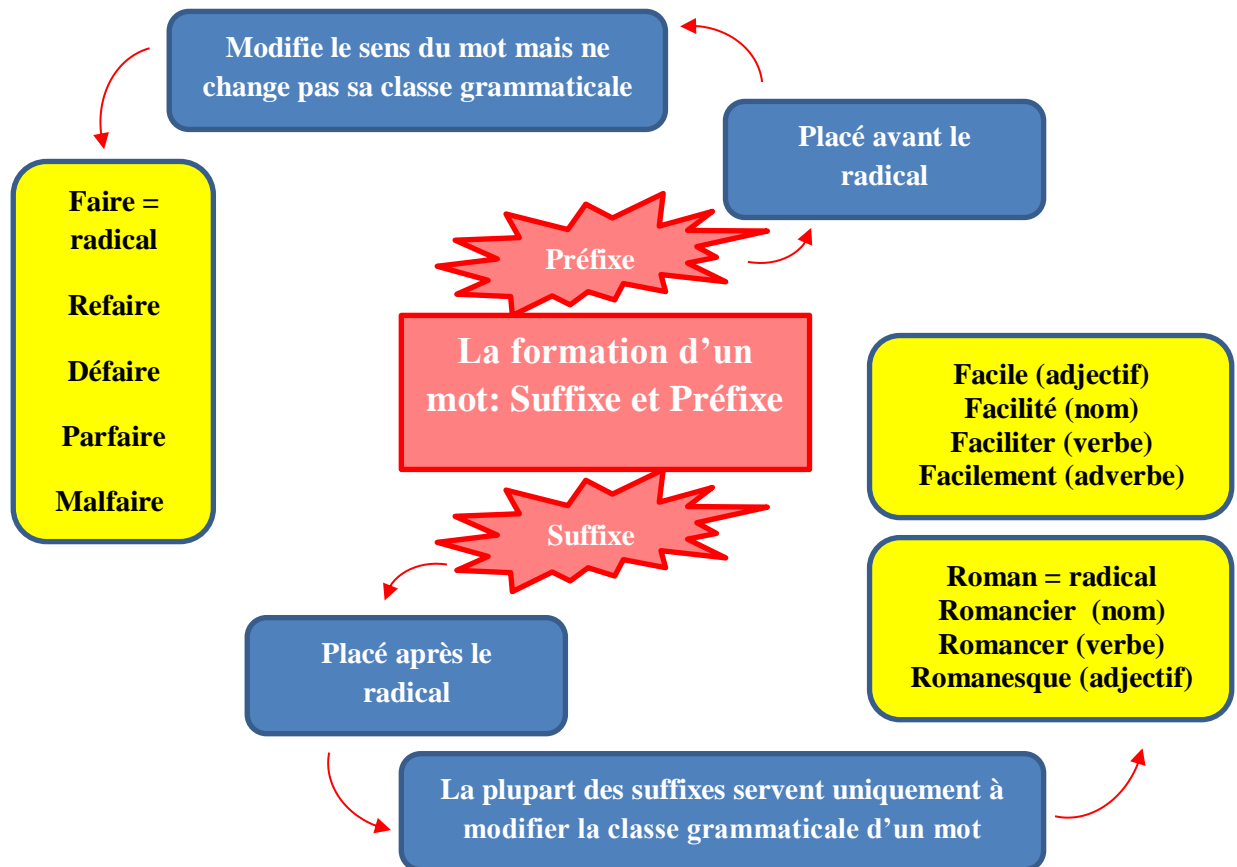 Modifie le sens du mot mais ne
change pas sa classe grammaticale
Placé avant le
radical
Faire =
radical
Refaire
Défaire
Parfaire
Malfaire
Préfixe
La formation d’un
mot: Suffixe et Préfixe
Facile (adjectif)
Facilité (nom)
Faciliter (verbe)
Facilement (adverbe)
Suffixe
Roman = radical
Romancier (nom)
Romancer (verbe)
Romanesque (adjectif)
Placé après le
radical
La plupart des suffixes servent uniquement à
modifier la classe grammaticale d’un mot